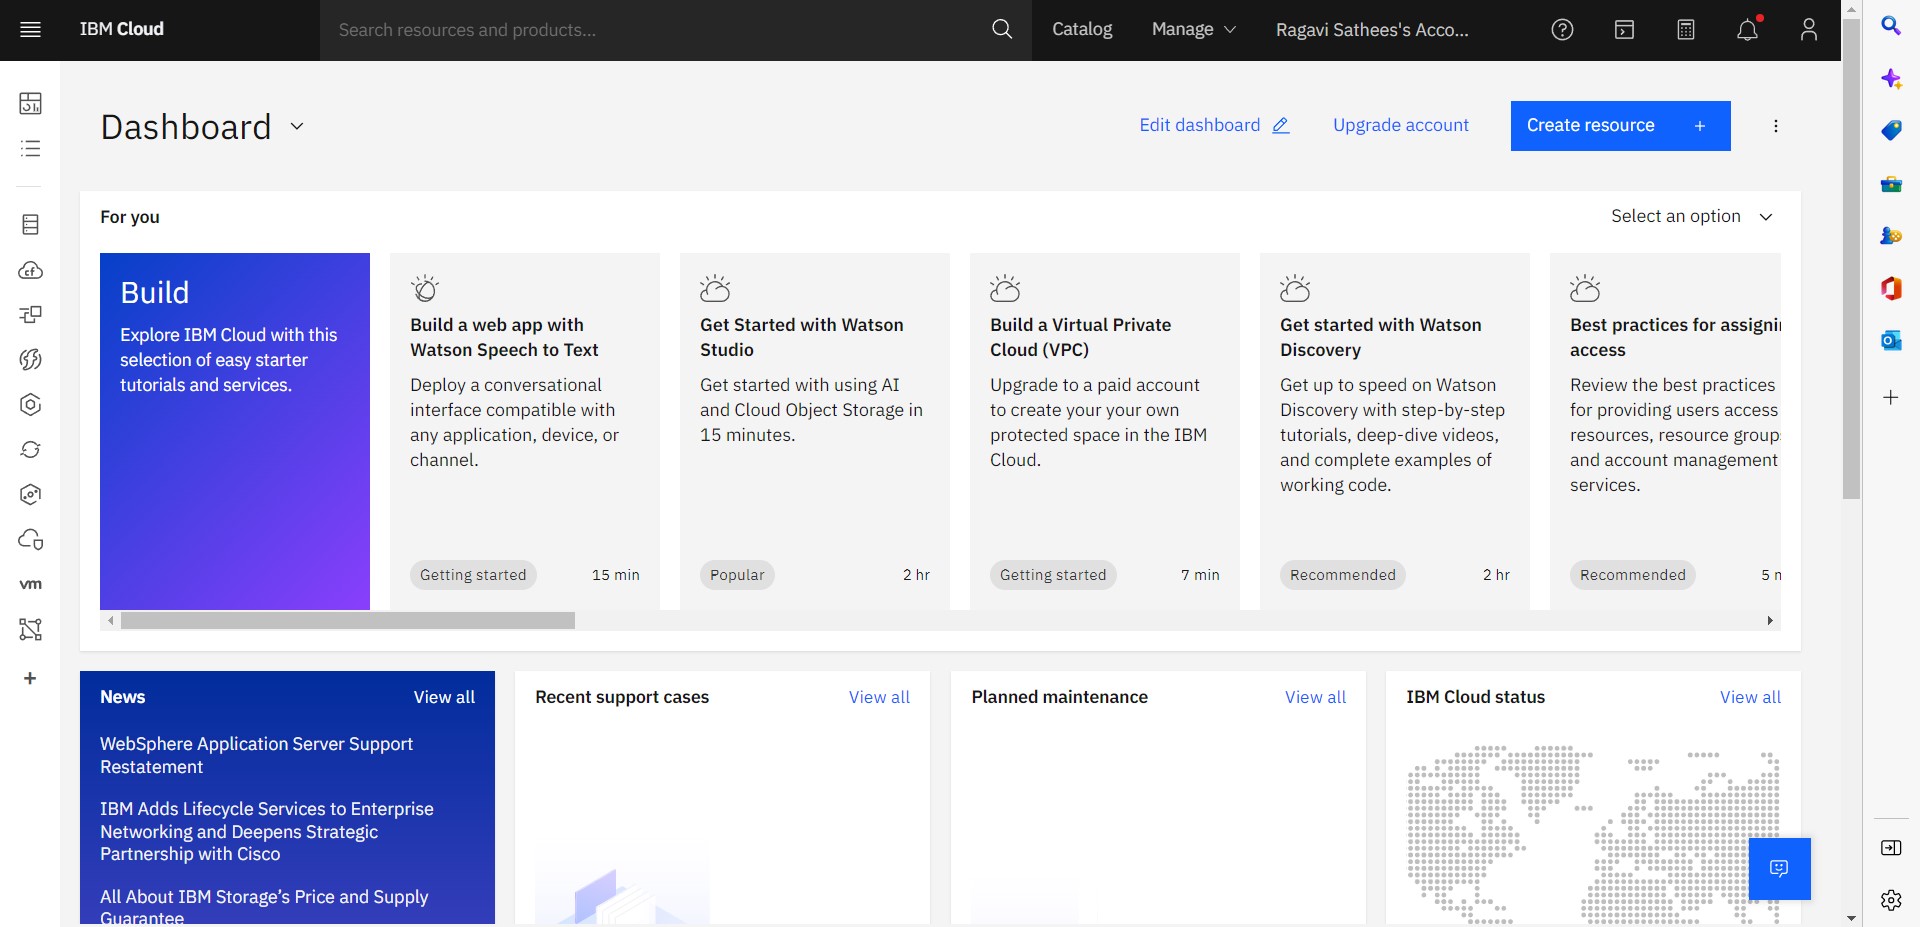 IBM Cloud
Search resources and products...
Catalog
Manage
Ragavi Sathees's Acco...
Dashboard
Edit dashboard
Upgrade account
Create resource +
For you
Select an option
Build
Explore IBM Cloud with this
selection of easy starter
tutorials and services.
Build a web app with
Watson Speech to Text
Deploy a conversational
interface compatible with
any application, device, or
channel.
Getting started
15 min
Get Started with Watson
Studio
Get started with using AI
and Cloud Object Storage in
15 minutes.
Popular
2 hr
Build a Virtual Private
Cloud (VPC)
Upgrade to a paid account
to create your your own
protected space in the IBM
Cloud.
Getting started
7 min
Get started with Watson
Discovery
Get up to speed on Watson
Discovery with step-by-step
tutorials, deep-dive videos,
and complete examples of
working code.
Recommended
2 hr
Best practices for assigni
access
Review the best practices
for providing users access
resources, resource group
and account management
services.
Recommended
5 m
cf
vm
News
View all
WebSphere Application Server Support
Restatement
IBM Adds Lifecycle Services to Enterprise
Networking and Deepens Strategic
Partnership with Cisco
All About IBM Storage’s Price and Supply
Guarantee
Recent support cases
View all
Planned maintenance
View all
IBM Cloud status
View all